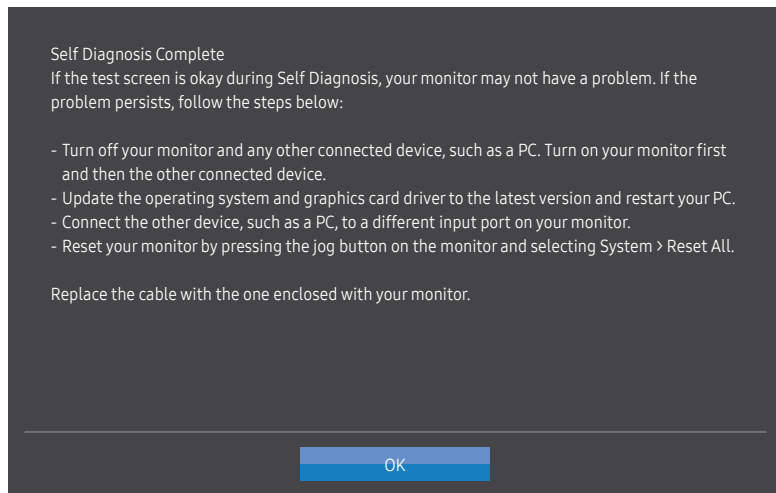 Self Diagnosis Complete
If the test screen is okay during Self Diagnosis, your monitor may not have a problem. If the
problem persists, follow the steps below:
- Turn off your monitor and any other connected device, such as a PC. Turn on your monitor first
and then the other connected device.
- Update the operating system and graphics card driver to the latest version and restart your PC.
- Connect the other device, such as a PC, to a different input port on your monitor.
- Reset your monitor by pressing the jog button on the monitor and selecting System > Reset All.
Replace the cable with the one enclosed with your monitor.
OK